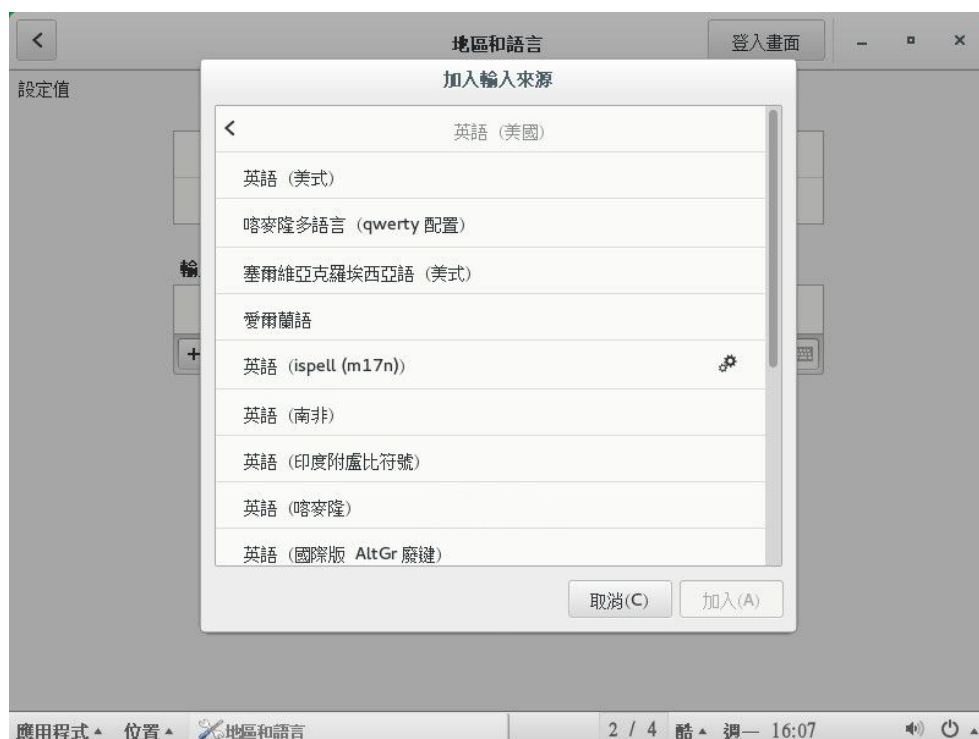 地區和語言
登入畫面
設定值
加入輸入來源
英語 (美國)
英語 (美式)
喀麥隆多語言 (qwerty 配置)
塞爾維亞克羅埃西亞語 (美式)
愛爾蘭語
輸
英語 (ispell (m17n))
英語 (南非)
英語 (印度附盧比符號)
英語 (喀麥隆)
英語 (國際版 AltGr 廢鍵)
取消(C)
加入(A)
應用程式 位置 地區和語言 2 / 4 酷 週一 16:07